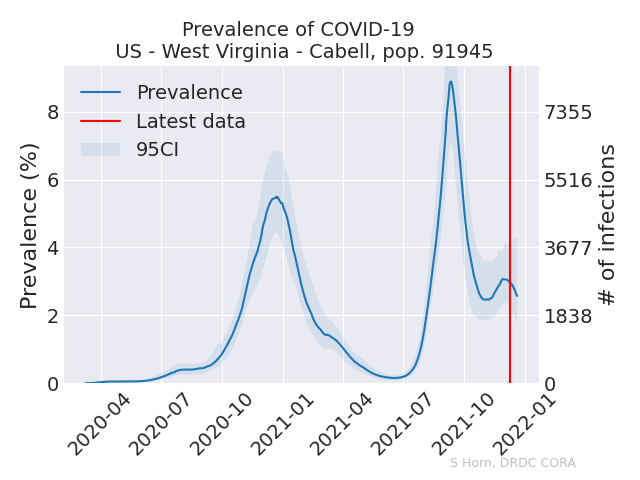 Prevalence of COVID-19
US - West Virginia - Cabell, pop. 91945
Prevalence
Latest data
95CI
Prevalence (%)
8
6
4
2
0
7355
5516
3677
1838
0
# of infections
2020-04
2020-07
2020-10
2021-01
2021-04
2021-07
2021-10
2022-01
S Horn, DRDC CORA